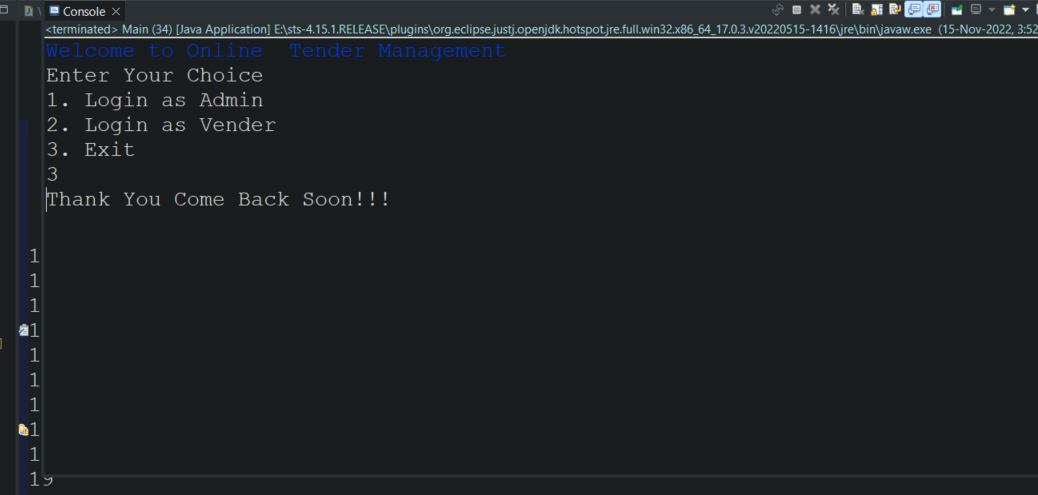 Console
<terminated> Main (34) [Java Application] E:\sts-4.15.1.RELEASE\plugins\org.eclipse.justj.openjdk.hotspot.jre.full.win32.x86_64_17.0.3.v20220515-1416\jre\bin\javaw.exe (15-Nov-2022, 3:52
Welcome to Online  Tender Management
Enter Your Choice
1. Login as Admin
2. Login as Vender
3. Exit
3
Thank You Come Back Soon!!!
1
1
1
1
1
1
1
1
1
19